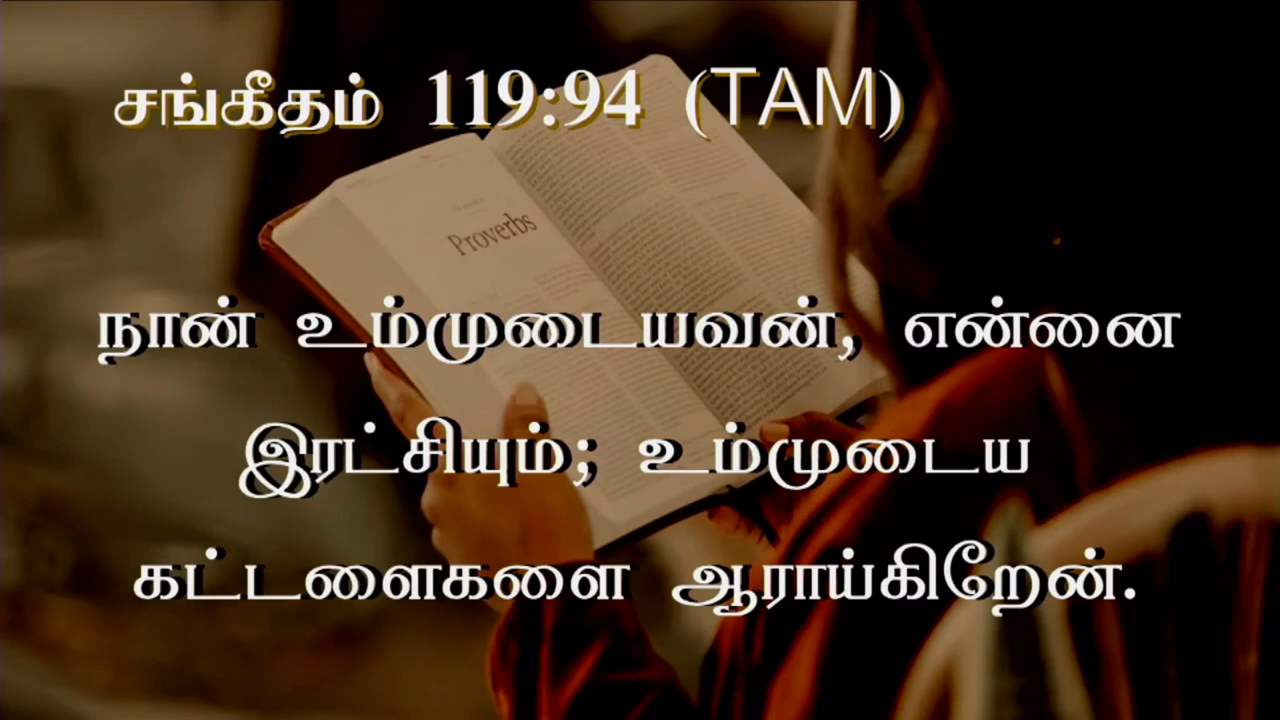 சங்கீதம் 119:94 (TAM)
Proverbs
நான் உம்முடையவன், என்னை
இரட்சியும்; உம்முடைய
கட்டளைகளை ஆராய்கிறேன்.